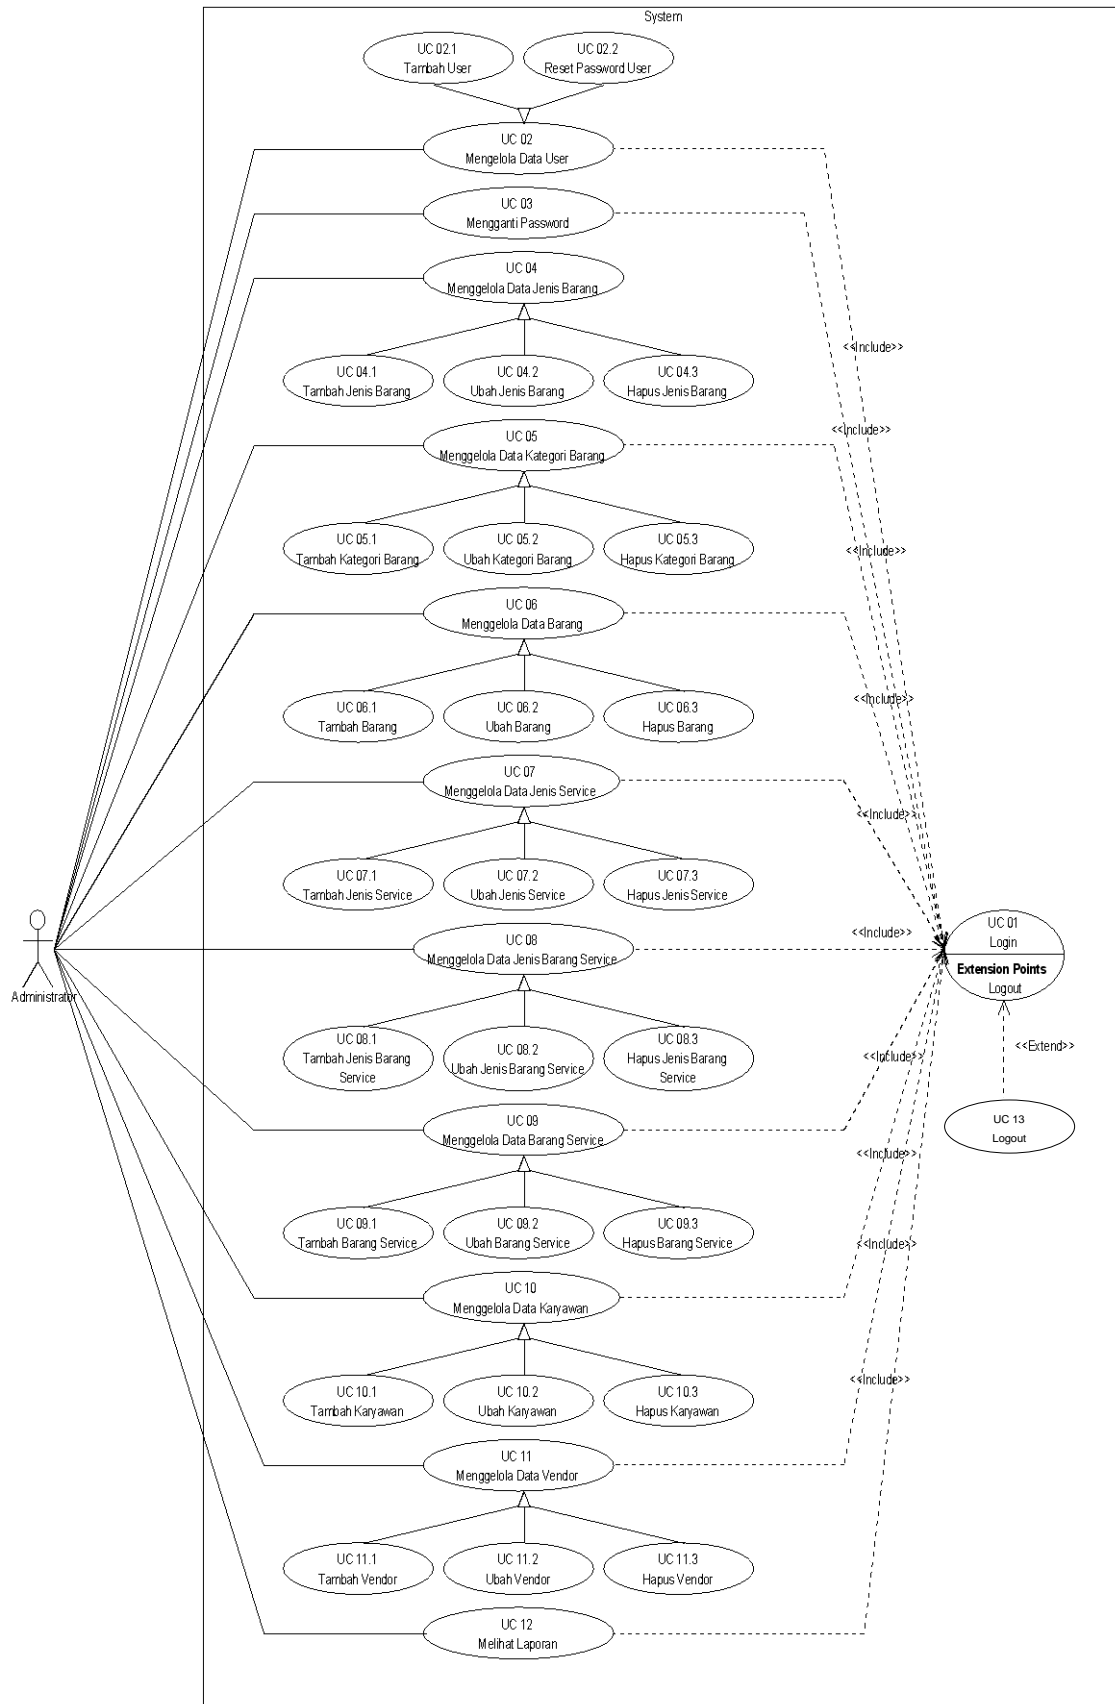 System
UC 02.1
Tambah User
UC 02.2
Reset Password User
UC 02
Mengelola Data User
UC 03
Mengganti Password
UC 04
Menggelola Data Jenis Barang
<<Include>>
UC 04.1
Tambah Jenis Barang
UC 04.2
Ubah Jenis Barang
UC 04.3
Hapus Jenis Barang
<<Include>>
UC 05
Menggelola Data Kategori Barang
UC 05.1
Tambah Kategori Barang
UC 05.2
Ubah Kategori Barang
UC 05.3
Hapus Kategori Barang
<<Include>>
UC 06
Menggelola Data Barang
UC 06.1
Tambah Barang
UC 06.2
Ubah Barang
UC 06.3
Hapus Barang
<<Include>>
UC 07
Menggelola Data Jenis Service
<<Include>>
UC 07.1
Tambah Jenis Service
UC 07.2
Ubah Jenis Service
UC 07.3
Hapus Jenis Service
Administrator
UC 08
Menggelola Data Jenis Barang Service
<<Include>>
UC 01
Login
Extension Points
Logout
UC 08.1
Tambah Jenis Barang
Service
UC 08.2
Ubah Jenis Barang Service
UC 08.3
Hapus Jenis Barang
Service
<<Include>>
<<Extend>>
UC 09
Menggelola Data Barang Service
<<Include>>
UC 13
Logout
UC 09.1
Tambah Barang Service
UC 09.2
Ubah Barang Service
UC 09.3
Hapus Barang Service
<<Include>>
UC 10
Menggelola Data Karyawan
UC 10.1
Tambah Karyawan
UC 10.2
Ubah Karyawan
UC 10.3
Hapus Karyawan
<<Include>>
UC 11
Menggelola Data Vendor
UC 11.1
Tambah Vendor
UC 11.2
Ubah Vendor
UC 11.3
Hapus Vendor
UC 12
Melihat Laporan